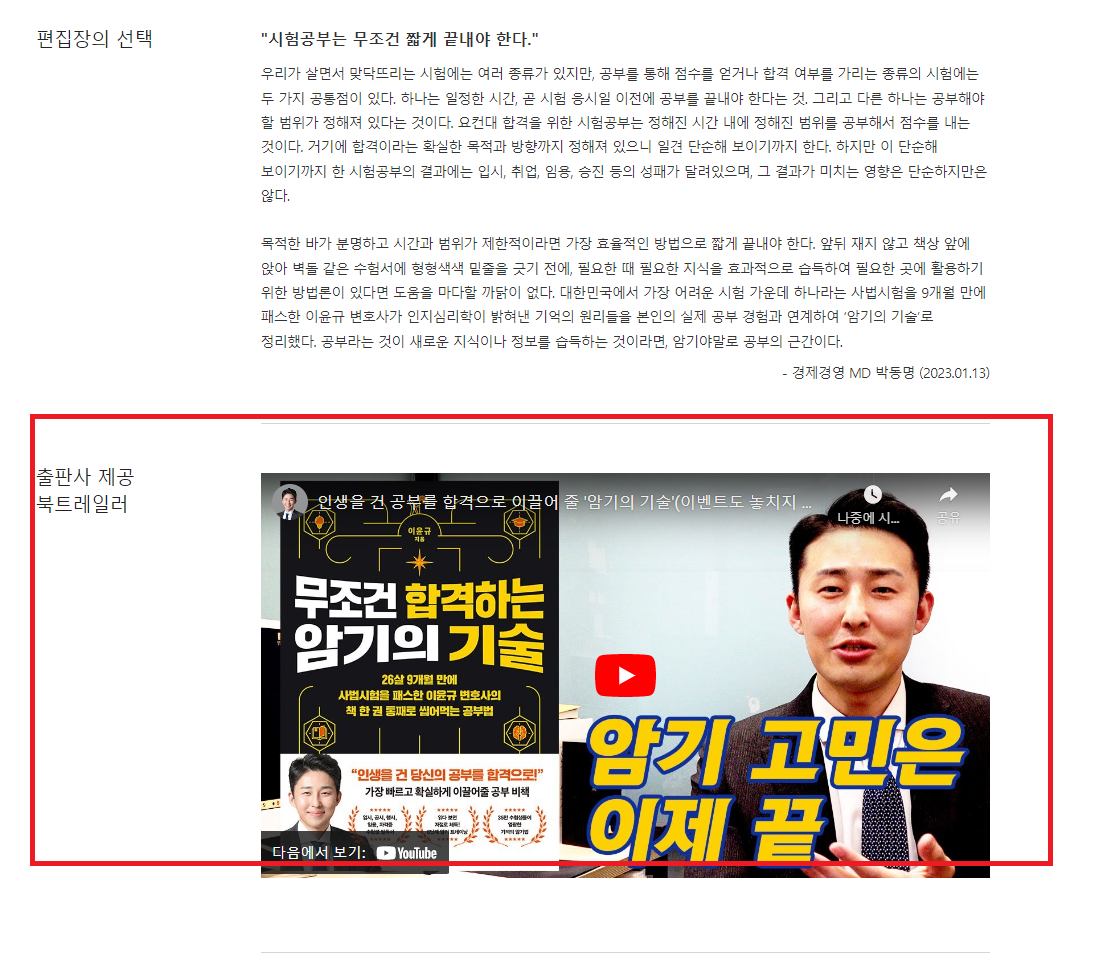 편집장의 선택
"시험공부는 무조건 짧게 끝내야 한다."
우리가 살면서 맞닥뜨리는 시험에는 여러 종류가 있지만, 공부를 통해 점수를 얻거나 합격 여부를 가리는 종류의 시험에는
두 가지 공통점이 있다. 하나는 일정한 시간, 곧 시험 응시일 이전에 공부를 끝내야 한다는 것. 그리고 다른 하나는 공부해야
할 범위가 정해져 있다는 것이다. 요컨대 합격을 위한 시험공부는 정해진 시간 내에 정해진 범위를 공부해서 점수를 내는
것이다. 거기에 합격이라는 확실한 목적과 방향까지 정해져 있으니 일견 단순해 보이기까지 한다. 하지만 이 단순해
보이기까지 한 시험공부의 결과에는 입시, 취업, 임용, 승진 등의 성패가 달려있으며, 그 결과가 미치는 영향은 단순하지만은
않다.
목적한 바가 분명하고 시간과 범위가 제한적이라면 가장 효율적인 방법으로 짧게 끝내야 한다. 앞뒤 재지 않고 책상 앞에
앉아 벽돌 같은 수험서에 형형색색 밑줄을 긋기 전에, 필요한 때 필요한 지식을 효과적으로 습득하여 필요한 곳에 활용하기
위한 방법론이 있다면 도움을 마다할 까닭이 없다. 대한민국에서 가장 어려운 시험 가운데 하나라는 사법시험을 9개월 만에
패스한 이윤규 변호사가 인지심리학이 밝혀낸 기억의 원리들을 본인의 실제 공부 경험과 연계하여 ‘암기의 기술’로
정리했다. 공부라는 것이 새로운 지식이나 정보를 습득하는 것이라면, 암기야말로 공부의 근간이다.
- 경제경영 MD 박동명 (2023.01.13)
출판사 제공
북트레일러
인생을 건 공부를 합격으로 이끌어 줄 '암기의 기술'(이벤트도 놓치지 ...
나중에 시...
공유
이윤규
지음
무조건 합격하는
암기의 기술
26살 9개월 만에
사법시험을 패스한 이윤규 변호사의
책 한 권 통째로 씹어먹는 공부법
“인생을 건 당신의 공부를 합격으로!”
가장 빠르고 확실하게 이끌어줄 공부 비책
입시, 공시, 행시,
임용, 자격증
읽다 보면
저절로 체득!
암기 고민은
이제 끝
다음에서 보기: YouTube